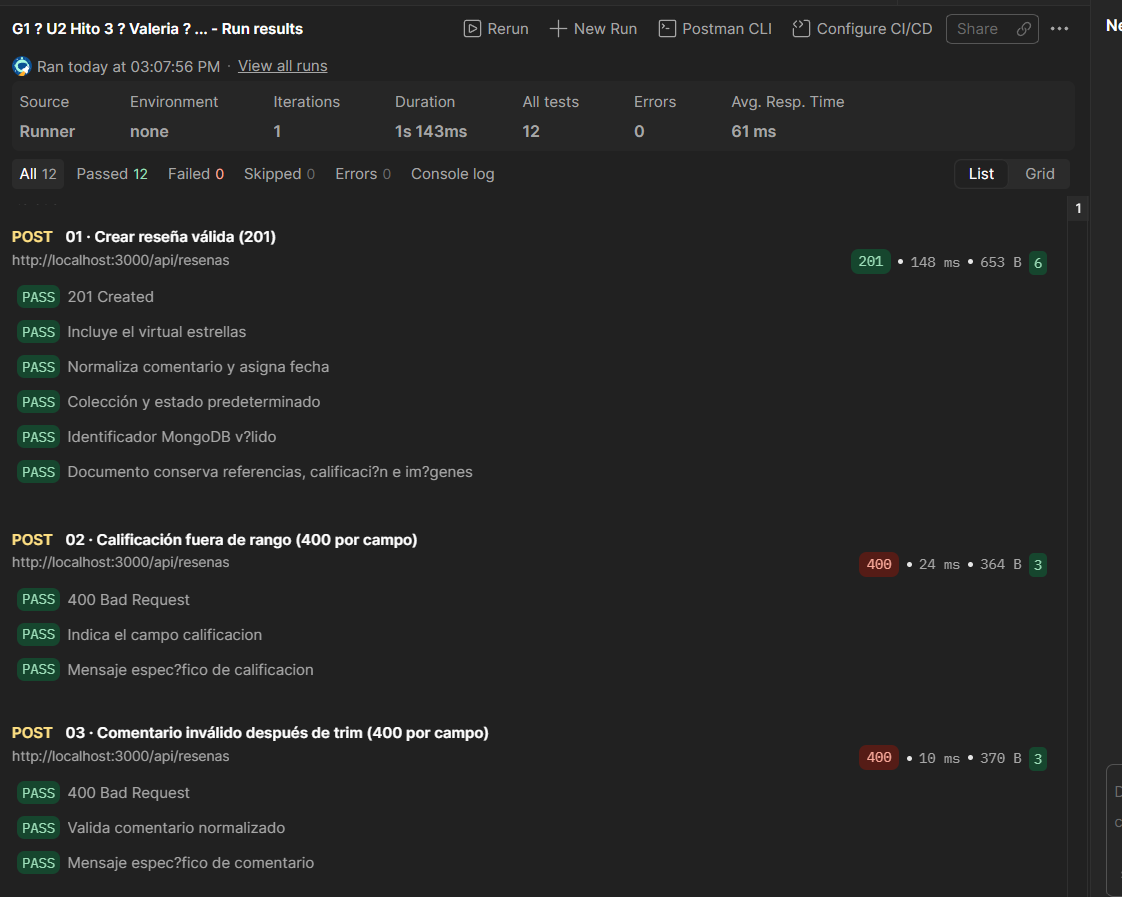 G1 ? U2 Hito 3 ? Valeria ? ... - Run results
Rerun
New Run
Postman CLI
Configure CI/CD
Share
Ran today at 03:07:56 PM · View all runs
Source Environment Iterations Duration All tests Errors Avg. Resp. Time
Runner none 1 1s 143ms 12 0 61 ms
All 12 Passed 12 Failed 0 Skipped 0 Errors 0 Console log
List Grid
1
POST 01 · Crear reseña válida (201)
http://localhost:3000/api/resenas
201 • 148 ms • 653 B 6
PASS 201 Created
PASS Incluye el virtual estrellas
PASS Normaliza comentario y asigna fecha
PASS Colección y estado predeterminado
PASS Identificador MongoDB v?lido
PASS Documento conserva referencias, calificaci?n e im?genes
POST 02 · Calificación fuera de rango (400 por campo)
http://localhost:3000/api/resenas
400 • 24 ms • 364 B 3
PASS 400 Bad Request
PASS Indica el campo calificacion
PASS Mensaje espec?fico de calificacion
POST 03 · Comentario inválido después de trim (400 por campo)
http://localhost:3000/api/resenas
400 • 10 ms • 370 B 3
PASS 400 Bad Request
PASS Valida comentario normalizado
PASS Mensaje espec?fico de comentario